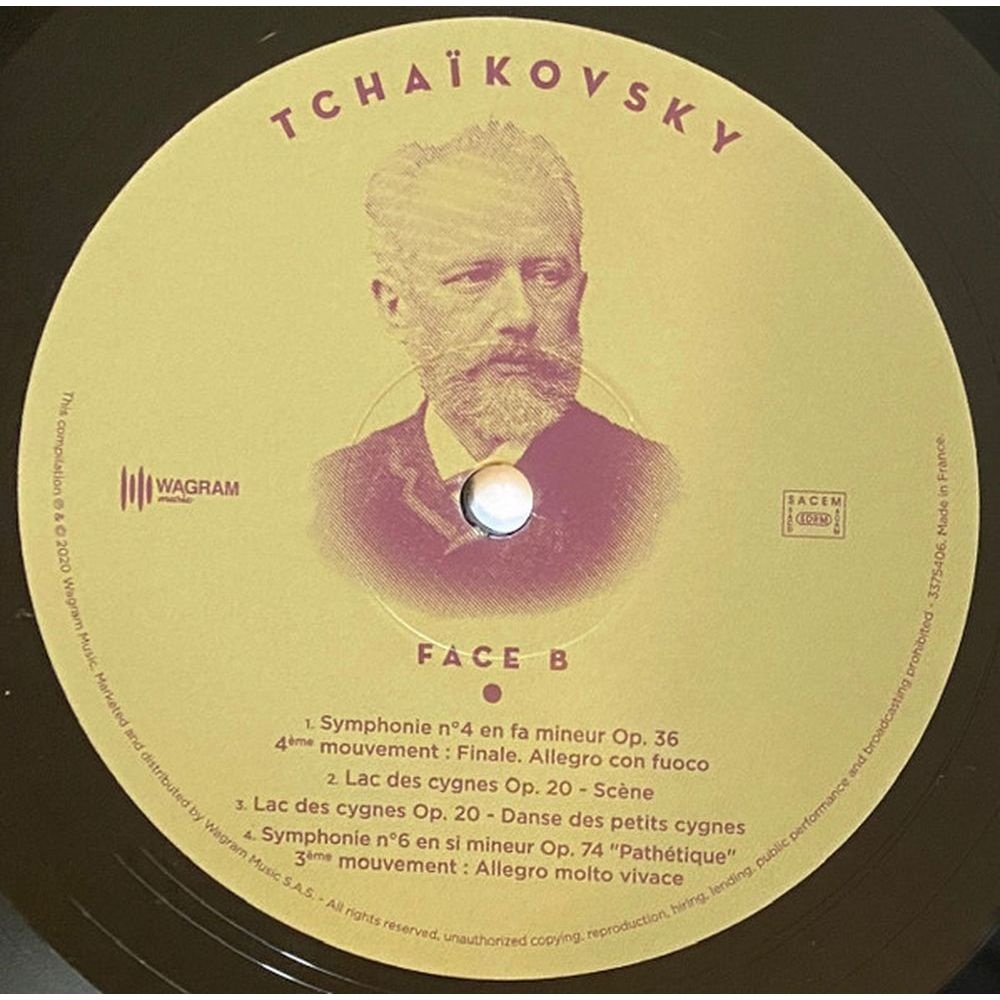 TCHAÏKOVSKY
WAGRAM
music
SACEM
SDRM
FACE B
1. Symphonie n°4 en fa mineur Op. 36
4ème mouvement : Finale. Allegro con fuoco
2. Lac des cygnes Op. 20 - Scène
3. Lac des cygnes Op. 20 - Danse des petits cygnes
4. Symphonie n°6 en si mineur Op. 74 "Pathétique"
3ème mouvement : Allegro molto vivace
This compilation ℗ & © 2020 Wagram Music. Marketed and distributed by Wagram Music S.A.S. - All rights reserved, unauthorized copying, reproduction, hiring, lending, public performance and broadcasting prohibited - 3375406. Made in France.